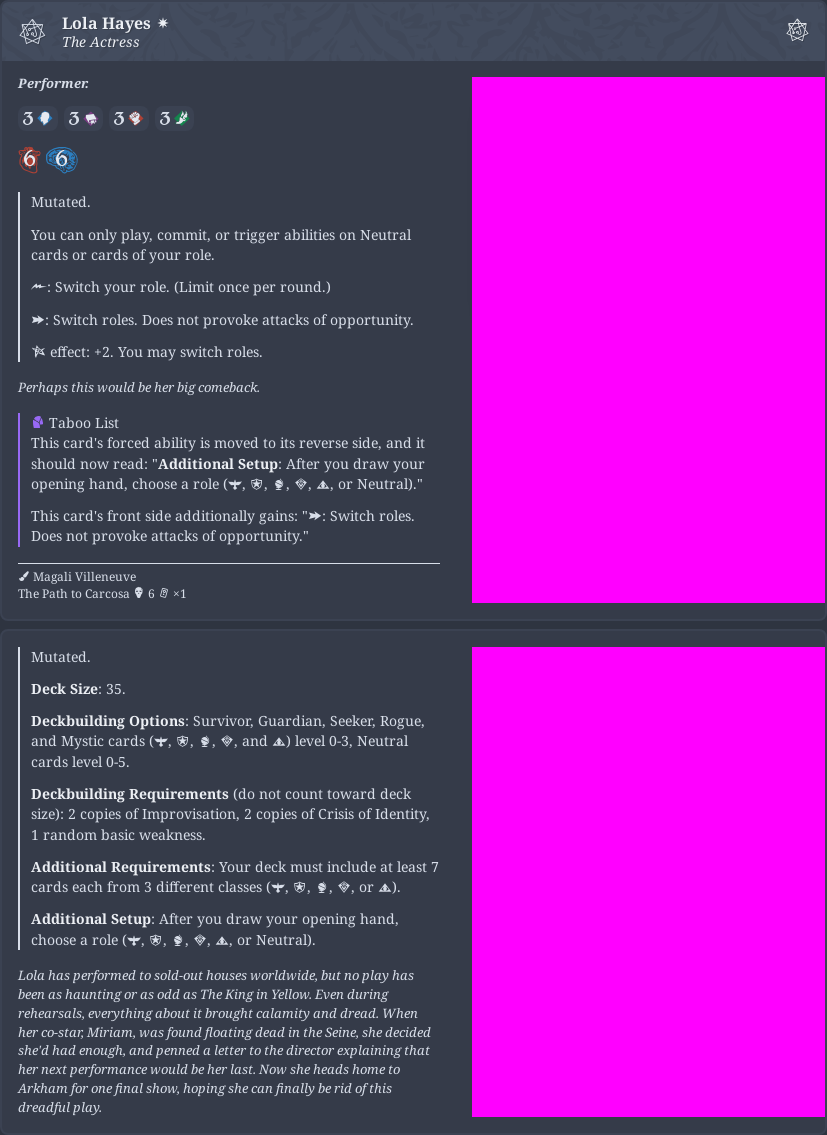 Lola Hayes
The Actress
Performer.
3 3 3 3
6 6
Mutated.
You can only play, commit, or trigger abilities on Neutral
cards or cards of your role.
: Switch your role. (Limit once per round.)
: Switch roles. Does not provoke attacks of opportunity.
effect: +2. You may switch roles.
Perhaps this would be her big comeback.
Taboo List
This card's forced ability is moved to its reverse side, and it
should now read: "Additional Setup: After you draw your
opening hand, choose a role (, , , , , or Neutral)."
This card's front side additionally gains: ": Switch roles.
Does not provoke attacks of opportunity."
Magali Villeneuve
The Path to Carcosa 6 ×1
Mutated.
Deck Size: 35.
Deckbuilding Options: Survivor, Guardian, Seeker, Rogue,
and Mystic cards (, , , , and ) level 0-3, Neutral
cards level 0-5.
Deckbuilding Requirements (do not count toward deck
size): 2 copies of Improvisation, 2 copies of Crisis of Identity,
1 random basic weakness.
Additional Requirements: Your deck must include at least 7
cards each from 3 different classes (, , , , or ).
Additional Setup: After you draw your opening hand,
choose a role (, , , , , or Neutral).
Lola has performed to sold-out houses worldwide, but no play has
been as haunting or as odd as The King in Yellow. Even during
rehearsals, everything about it brought calamity and dread. When
her co-star, Miriam, was found floating dead in the Seine, she decided
she'd had enough, and penned a letter to the director explaining that
her next performance would be her last. Now she heads home to
Arkham for one final show, hoping she can finally be rid of this
dreadful play.